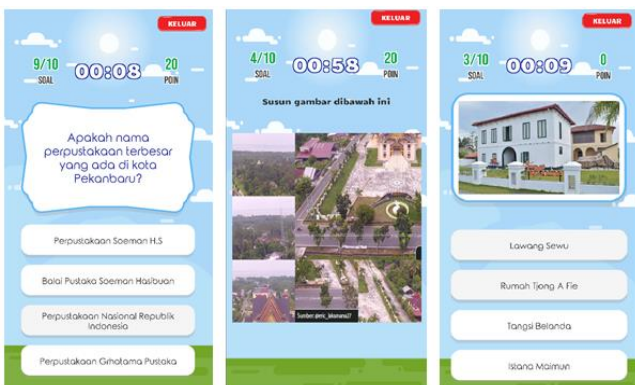 KELUAR
9/10
SOAL
00:08
20
POIN
Apakah nama
perpustakaan terbesar
yang ada di kota
Pekanbaru?
Perpustakaan Soeman H.S
Balai Pustaka Soeman Hasibuan
Perpustakaan Nasional Republik
Indonesia
Perpustakaan Grhatama Pustaka
KELUAR
4/10
SOAL
00:58
20
POIN
Susun gambar dibawah ini
KELUAR
3/10
SOAL
00:09
0
POIN
Lawang Sewu
Rumah Tjong A Fie
Tangsi Belanda
Istana Maimun